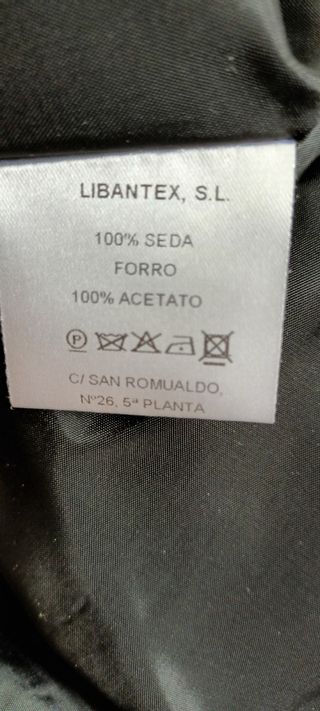 LIBANTEX, S.L.
100% SEDA
FORRO
100% ACETATO
P
C/ SAN ROMUALDO,
Nº26, 5ª PLANTA